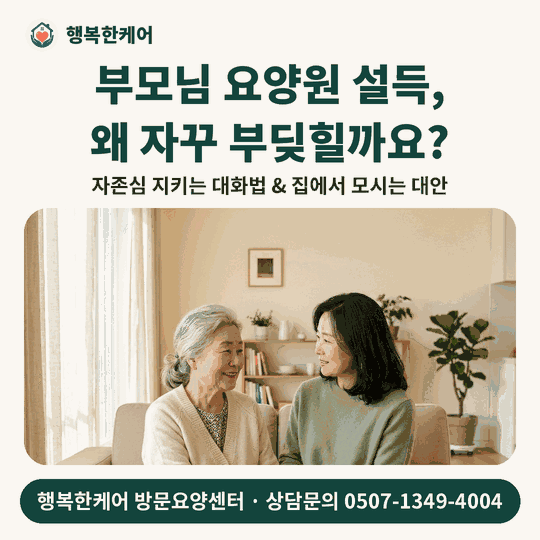 행복한케어
부모님 요양원 설득,
왜 자꾸 부딪힐까요?
자존심 지키는 대화법 & 집에서 모시는 대안
행복한케어 방문요양센터 · 상담문의 0507-1349-4004